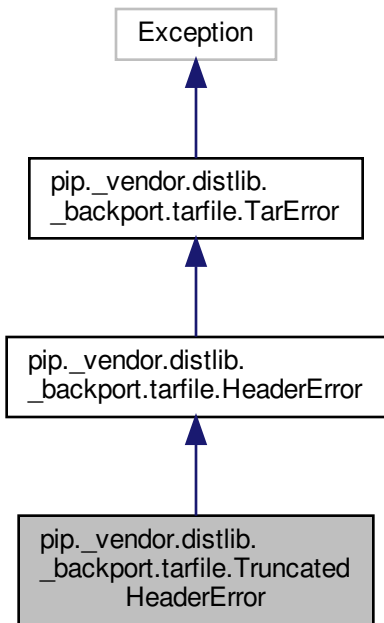 Exception
pip._vendor.distlib.
_backport.tarfile.TarError
pip._vendor.distlib.
_backport.tarfile.HeaderError
pip._vendor.distlib.
_backport.tarfile.Truncated
HeaderError